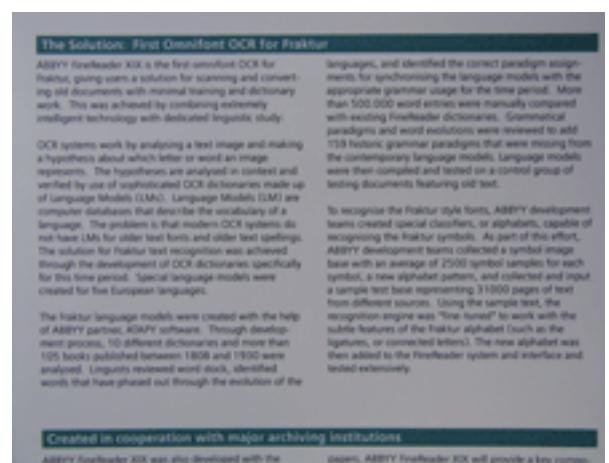 The Solution: First Omnifont OCR for Fraktur
ABBYY FineReader XIX is the first omnifont OCR for
Fraktur, giving users a solution for scanning and convert-
ing old documents with minimal training and dictionary
work. This was achieved by combining extremely
intelligent technology with dedicated linguistic study.
OCR systems work by analysing a text image and making
a hypothesis about which letter or word an image
represents. The hypotheses are analysed in context and
verified by use of sophisticated OCR dictionaries made up
of Language Models (LMs). Language Models (LM) are
computer databases that describe the vocabulary of a
language. The problem is that modern OCR systems do
not have LMs for older text fonts and older text spellings.
The solution for Fraktur text recognition was achieved
through the development of OCR dictionaries specifically
for this time period. Special language models were
created for five European languages.
The Fraktur language models were created with the help
of ABBYY partner, ATAPY software. Through develop-
ment process, 10 different dictionaries and more than
105 books published between 1808 and 1930 were
analysed. Linguists reviewed word stock, identified
words that have phased out through the evolution of the
languages, and identified the correct paradigm assign-
ments for synchronising the language models with the
appropriate grammar usage for the time period. More
than 500.000 word entries were manually compared
with existing FineReader dictionaries. Grammatical
paradigms and word evolutions were reviewed to add
159 historic grammar paradigms that were missing from
the contemporary language models. Language models
were then compiled and tested on a control group of
testing documents featuring old text.
To recognise the Fraktur style fonts, ABBYY development
teams created special classifiers, or alphabets, capable of
recognising the Fraktur symbols. As part of this effort,
ABBYY development teams collected a symbol image
base with an average of 2500 symbol samples for each
symbol, a new alphabet pattern, and collected and input
a sample text base representing 31000 pages of text
from different sources. Using the sample text, the
recognition engine was "fine-tuned" to work with the
subtle features of the Fraktur alphabet (such as the
ligatures, or connected letters). The new alphabet was
then added to the FineReader system and interface and
tested extensively.
Created in cooperation with major archiving institutions
ABBYY FineReader XIX was also developed with the
papers. ABBYY FineReader XIX will provide a key compo-